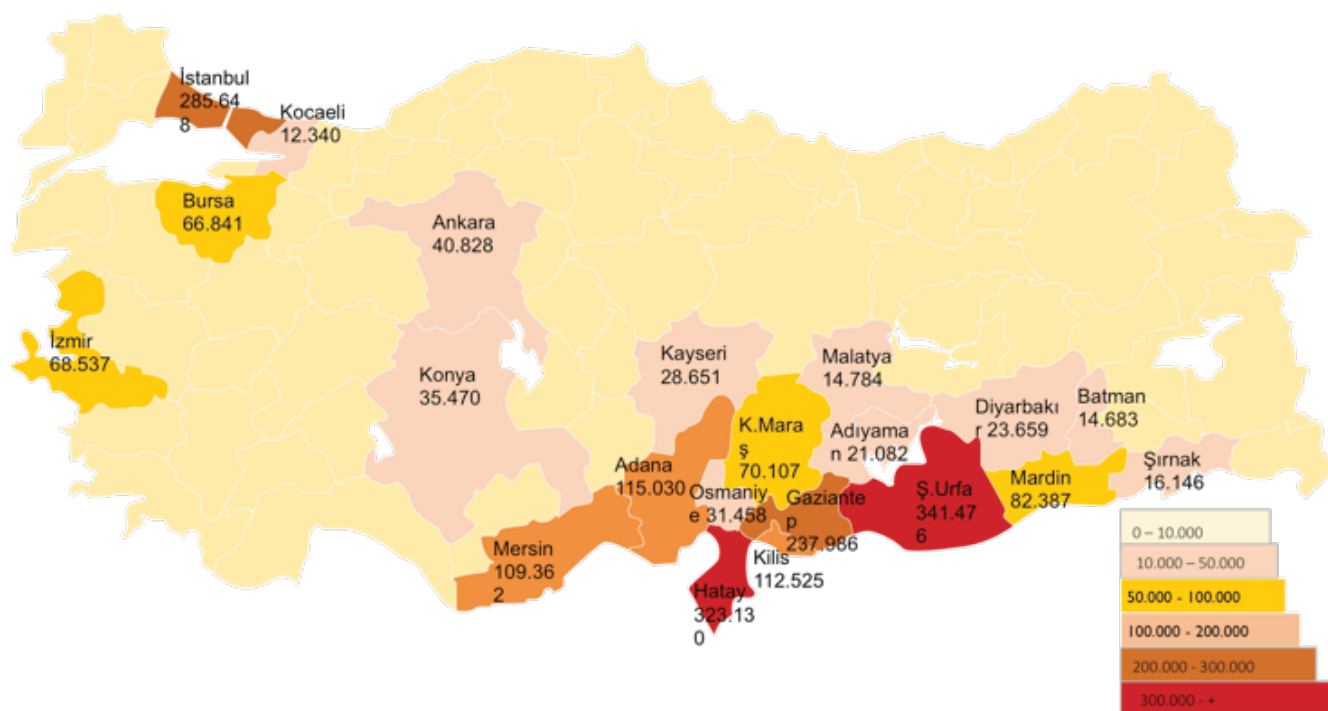 İstanbul
285.64
8
Kocaeli
12.340
Bursa
66.841
Ankara
40.828
İzmir
68.537
Konya
35.470
Kayseri
28.651
Malatya
14.784
K.Mara
ş
70.107
Adıyama
n 21.082
Diyarbakı
r 23.659
Batman
14.683
Şırnak
16.146
Mardin
82.387
Adana
115.030
Osmaniy
e 31.458
Gaziante
p
237.986
Ş.Urfa
341.47
6
Mersin
109.36
2
Kilis
112.525
Hatay
323.13
0
0 – 10.000
10.000 – 50.000
50.000 - 100.000
100.000 - 200.000
200.000 - 300.000
300.000 - +